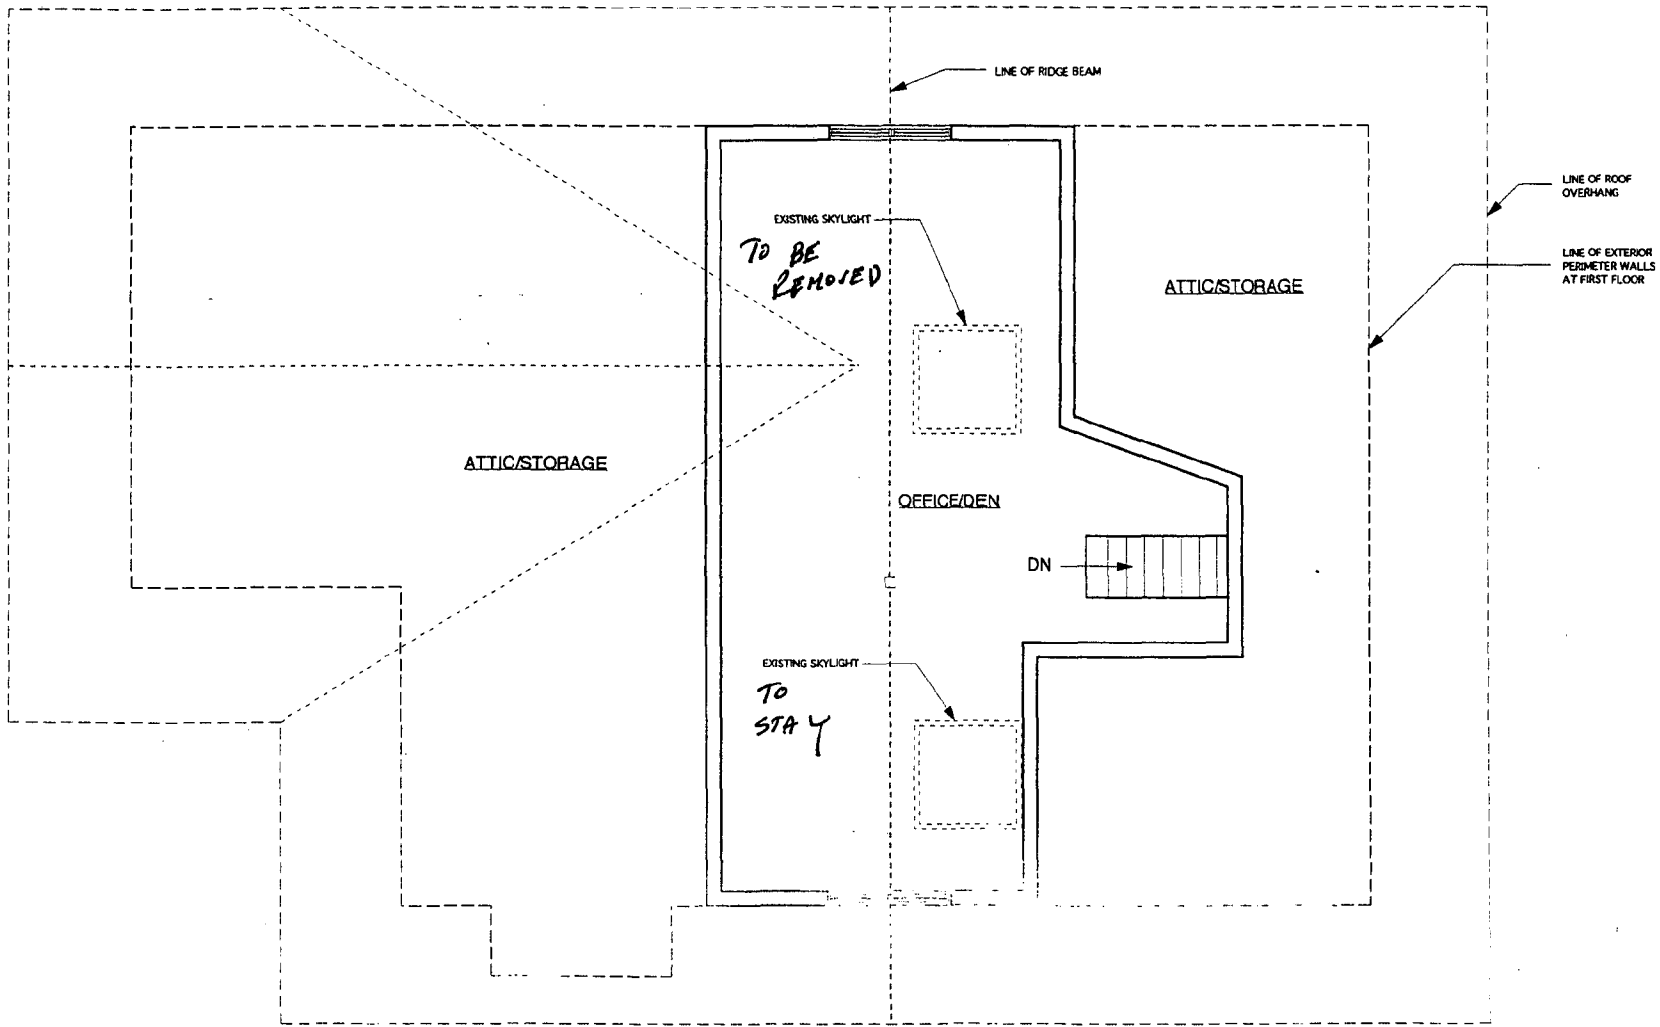 LINE OF RIDGE BEAM
LINE OF ROOF
OVERHANG
EXISTING SKYLIGHT
TO BE
REMOVED
LINE OF EXTERIOR
PERIMETER WALLS
AT FIRST FLOOR
ATTIC/STORAGE
ATTIC/STORAGE
OFFICE/DEN
DN
EXISTING SKYLIGHT
TO
STAY